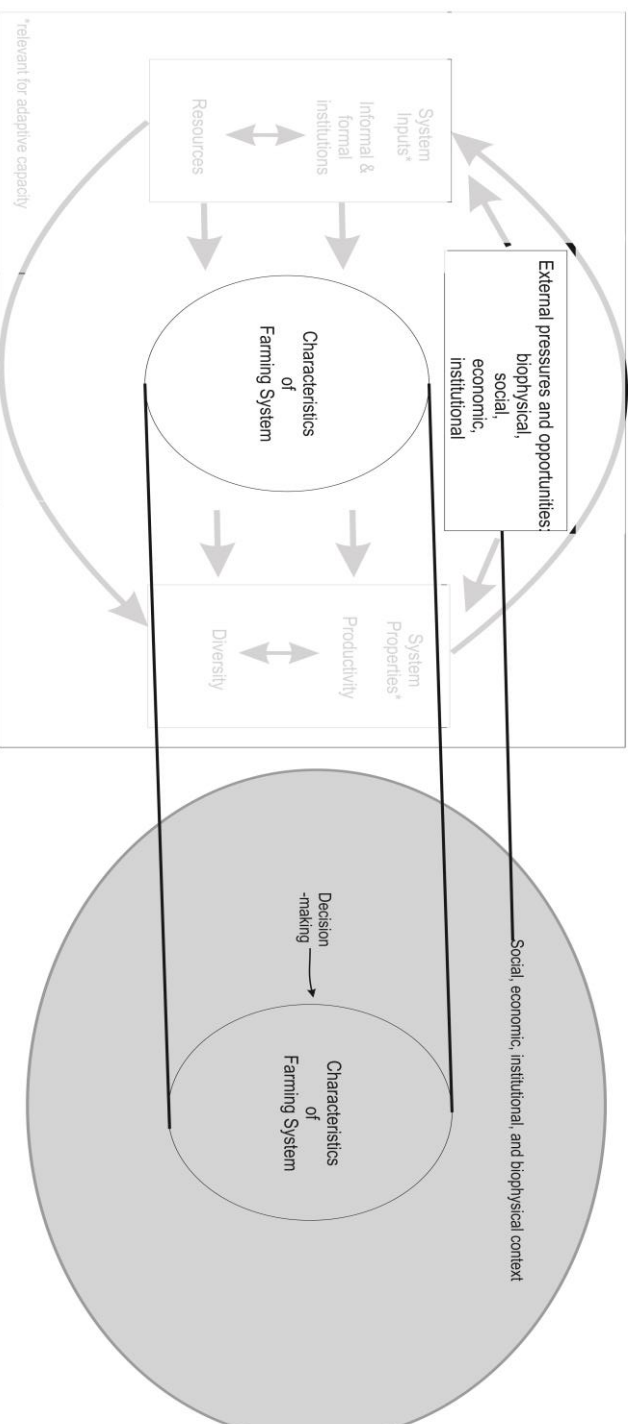 External pressures and opportunities:
biophysical,
social,
economic,
institutional
System
Inputs*
Informal &
formal
institutions
Resources
Characteristics
of
Farming System
System
Properties*
Productivity
Diversity
*relevant for adaptive capacity
Social, economic, institutional, and biophysical context
Decision
-making
Characteristics
of
Farming System